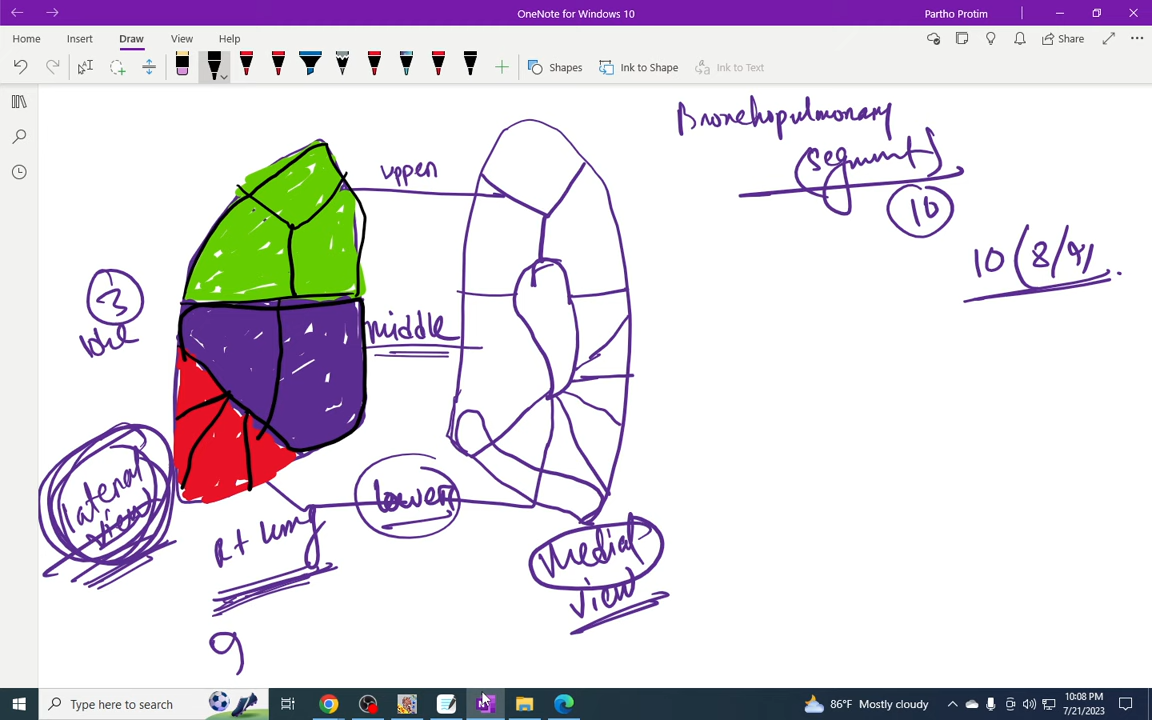 OneNote for Windows 10
Partho Protim
Home Insert Draw View Help
Share
Shapes Ink to Shape Ink to Text
Bronchopulmonary
segments
10
10 (8/9)
upper
3
lobe
middle
lateral
view
lower
Rt lung
Medial
view
9
Type here to search
86°F Mostly cloudy
10:08 PM
7/21/2023